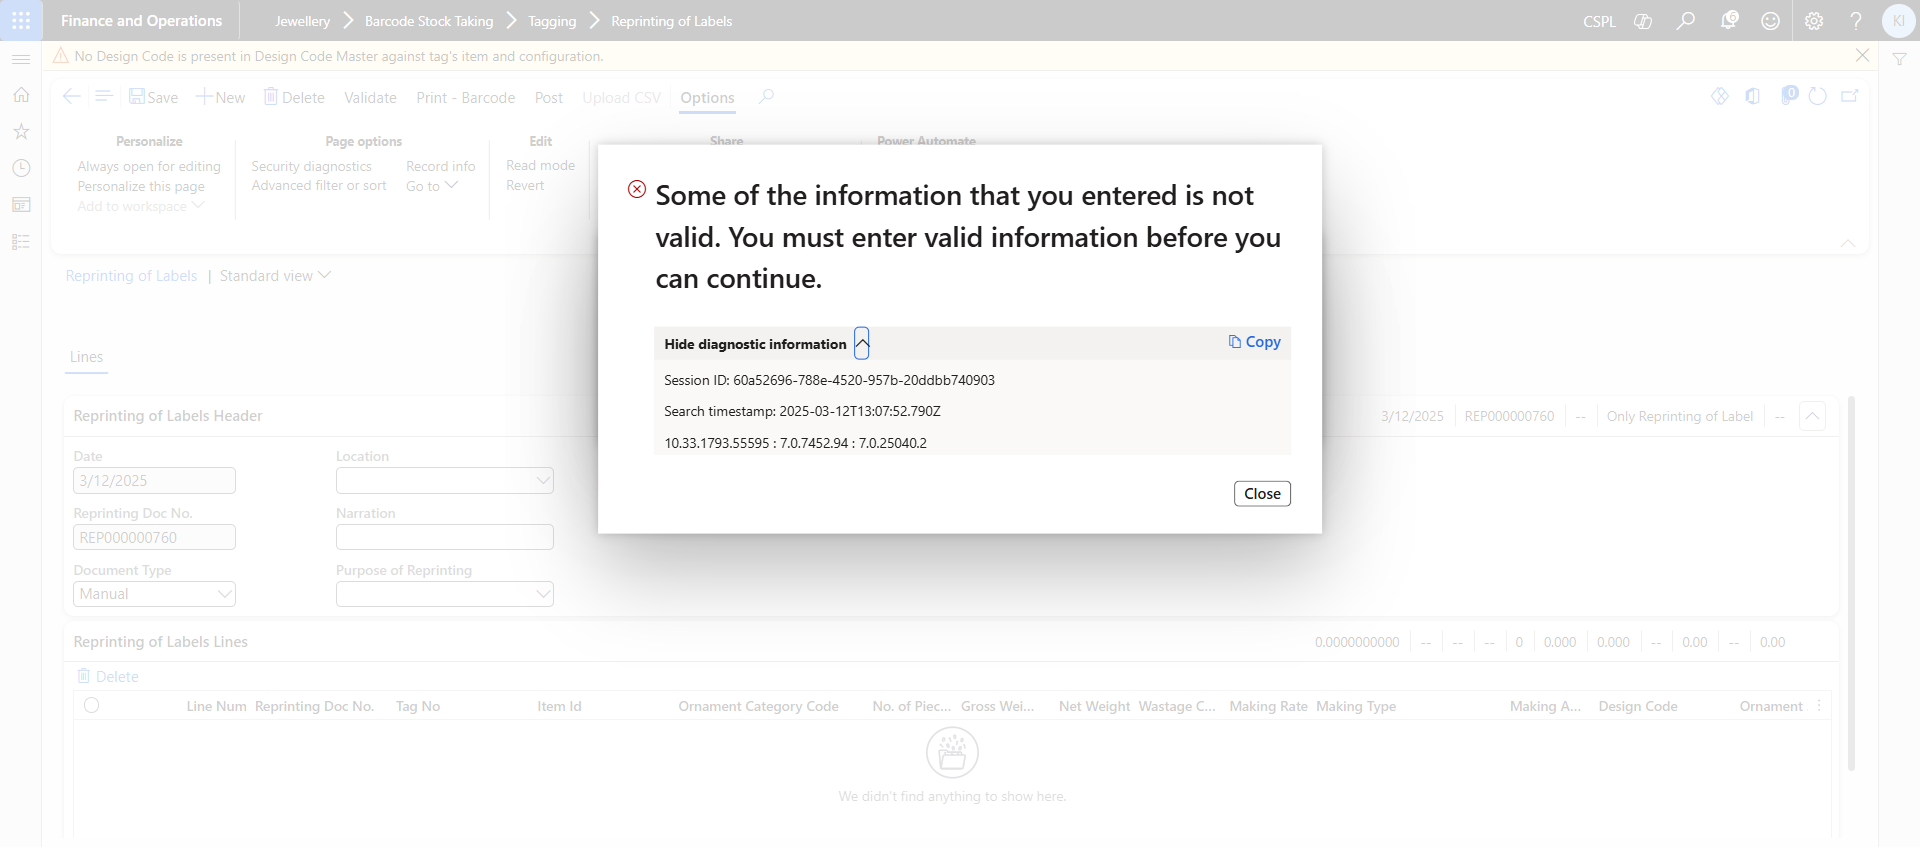 Finance and Operations
Jewellery > Barcode Stock Taking > Tagging > Reprinting of Labels
CSPL
6
?
KI
No Design Code is present in Design Code Master against tag's item and configuration.
Save
New
Delete
Validate
Print - Barcode
Post
Upload CSV
Options
0
Personalize
Always open for editing
Personalize this page
Add to workspace
Page options
Security diagnostics
Advanced filter or sort
Record info
Go to
Edit
Read mode
Revert
Share
Power Automate
Some of the information that you entered is not
valid. You must enter valid information before you
can continue.
Hide diagnostic information
Copy
Session ID: 60a52696-788e-4520-957b-20ddbb740903
Search timestamp: 2025-03-12T13:07:52.790Z
10.33.1793.55595 : 7.0.7452.94 : 7.0.25040.2
Close
Reprinting of Labels | Standard view
Lines
Reprinting of Labels Header
3/12/2025 | REP000000760 | -- | Only Reprinting of Label | --
Date
3/12/2025
Location
Reprinting Doc No.
REP000000760
Narration
Document Type
Manual
Purpose of Reprinting
Reprinting of Labels Lines
0.0000000000 | -- | -- | -- | 0 | 0.000 | 0.000 | -- | 0.00 | -- | 0.00
Delete
Line Num Reprinting Doc No. Tag No Item Id Ornament Category Code No. of Piec... Gross Wei... Net Weight Wastage C... Making Rate Making Type Making A... Design Code Ornament
We didn't find anything to show here.